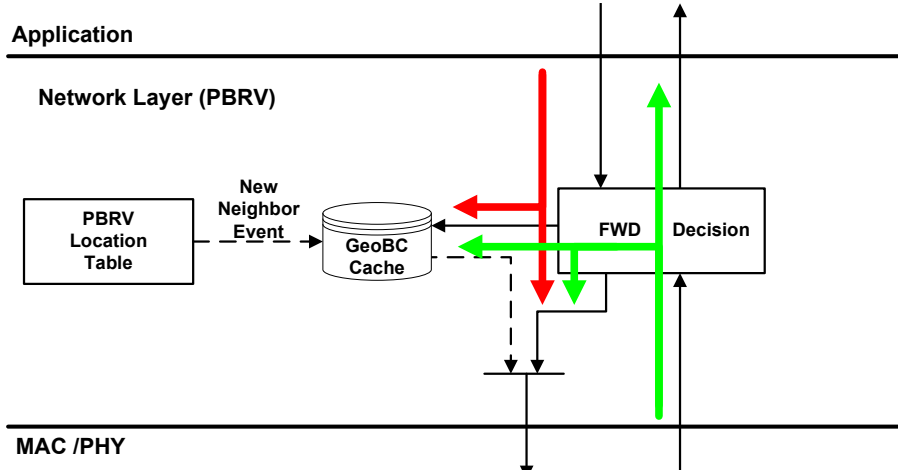 Application
Network Layer (PBRV)
New
Neighbor
Event
PBRV
Location
Table
GeoBC
Cache
FWD
Decision
MAC /PHY